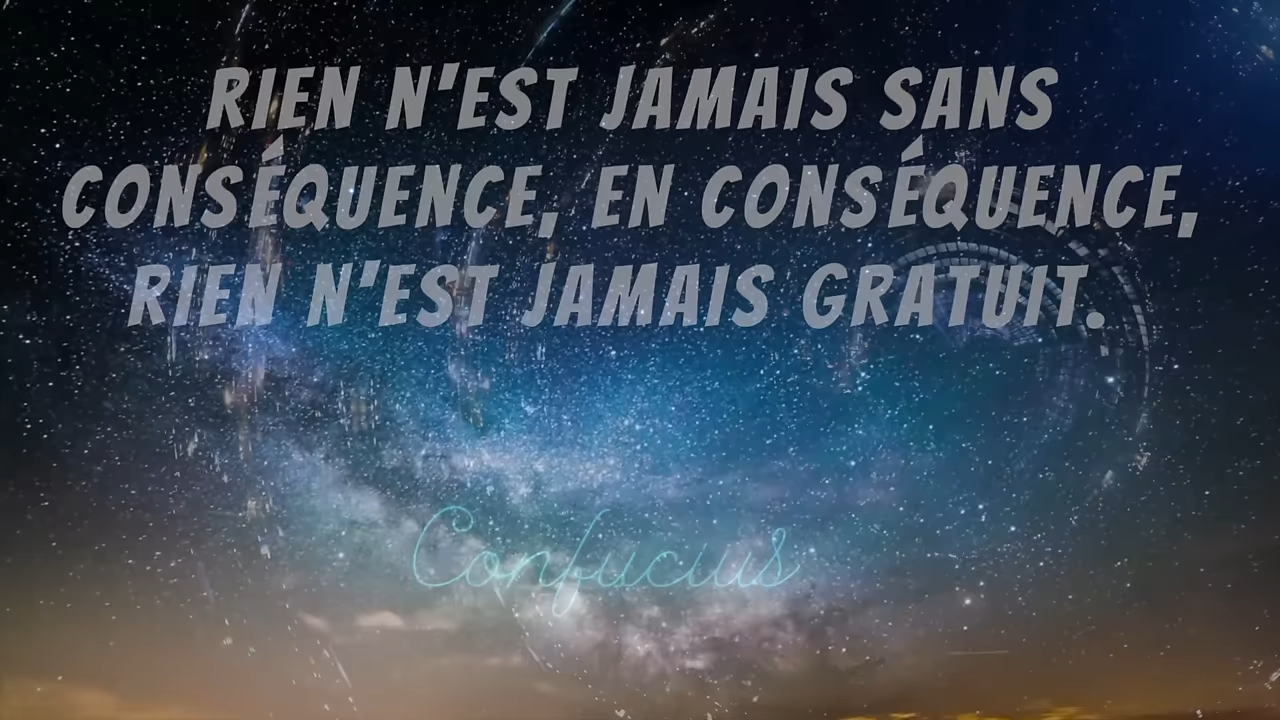 RIEN N'EST JAMAIS SANS
CONSÉQUENCE, EN CONSÉQUENCE,
RIEN N'EST JAMAIS GRATUIT.
Confucius